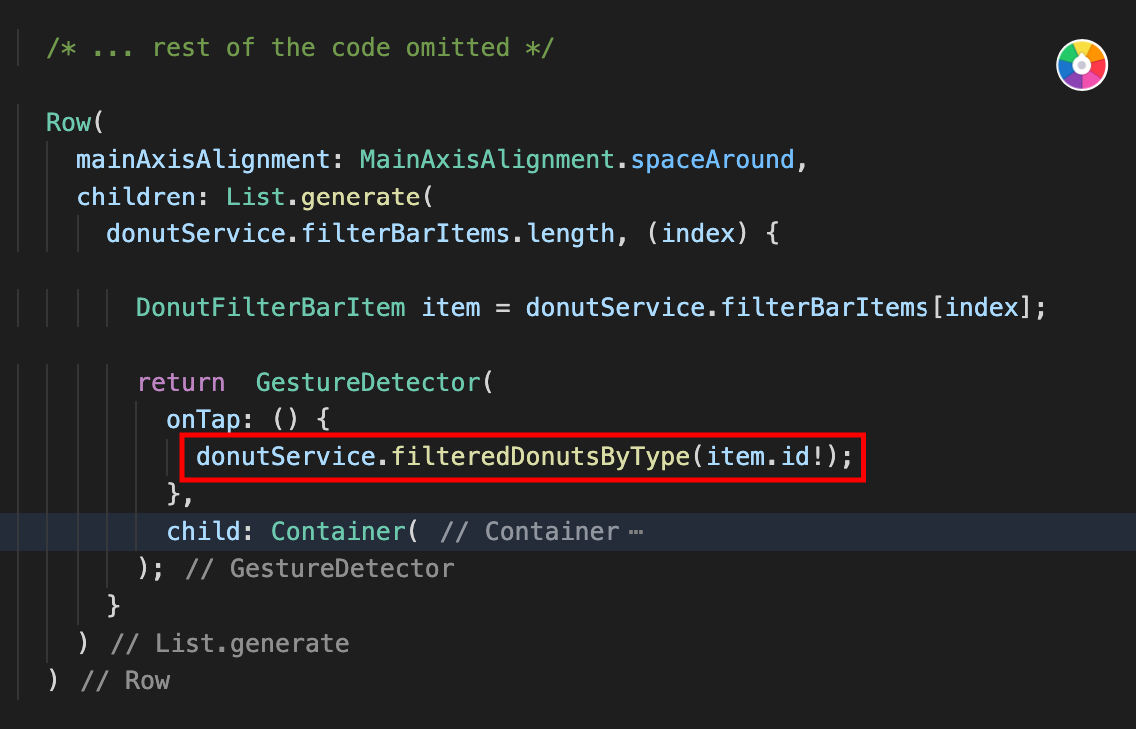 /* ... rest of the code omitted */
Row(
mainAxisAlignment: MainAxisAlignment.spaceAround,
children: List.generate(
donutService.filterBarItems.length, (index) {
DonutFilterBarItem item = donutService.filterBarItems[index];
return  GestureDetector(
onTap: () {
donutService.filteredDonutsByType(item.id!);
},
child: Container( // Container ⋯
); // GestureDetector
}
) // List.generate
) // Row